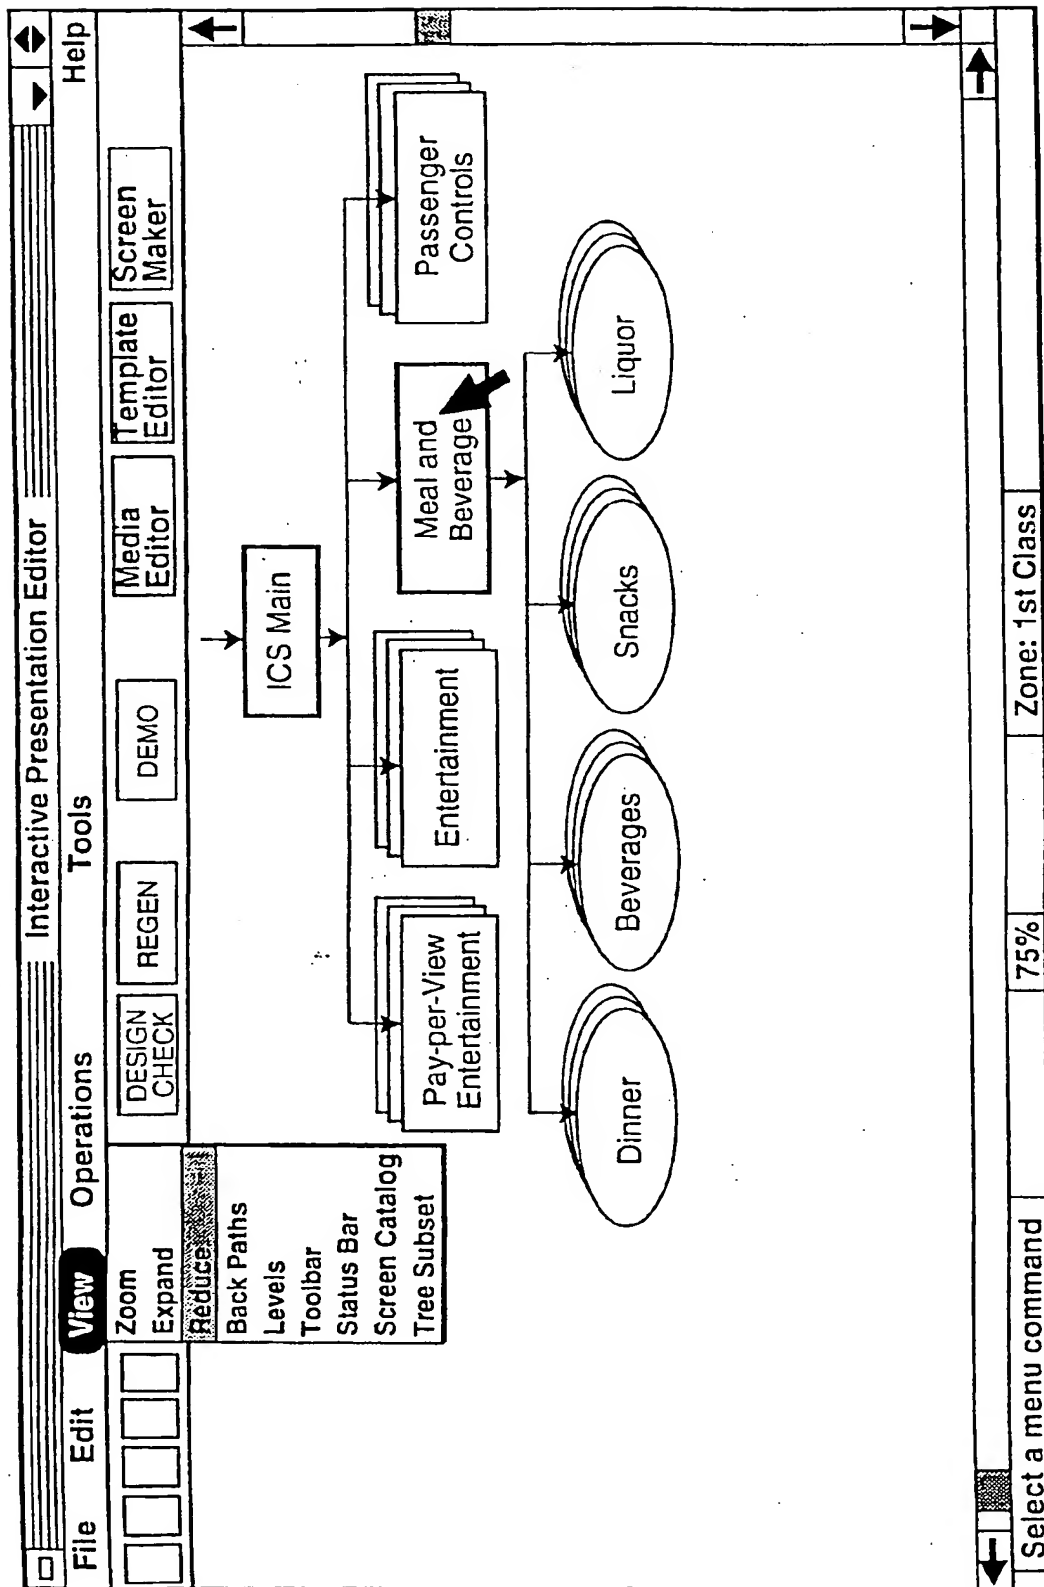 Interactive Presentation Editor
File Edit View Operations Tools Help
DESIGN
CHECK
REGEN
DEMO
Media
Editor
Template
Editor
Screen
Maker
Zoom
Expand
Reduce
Back Paths
Levels
Toolbar
Status Bar
Screen Catalog
Tree Subset
ICS Main
Pay-per-View
Entertainment
Entertainment
Meal and
Beverage
Passenger
Controls
Dinner
Beverages
Snacks
Liquor
Select a menu command
75%
Zone: 1st Class